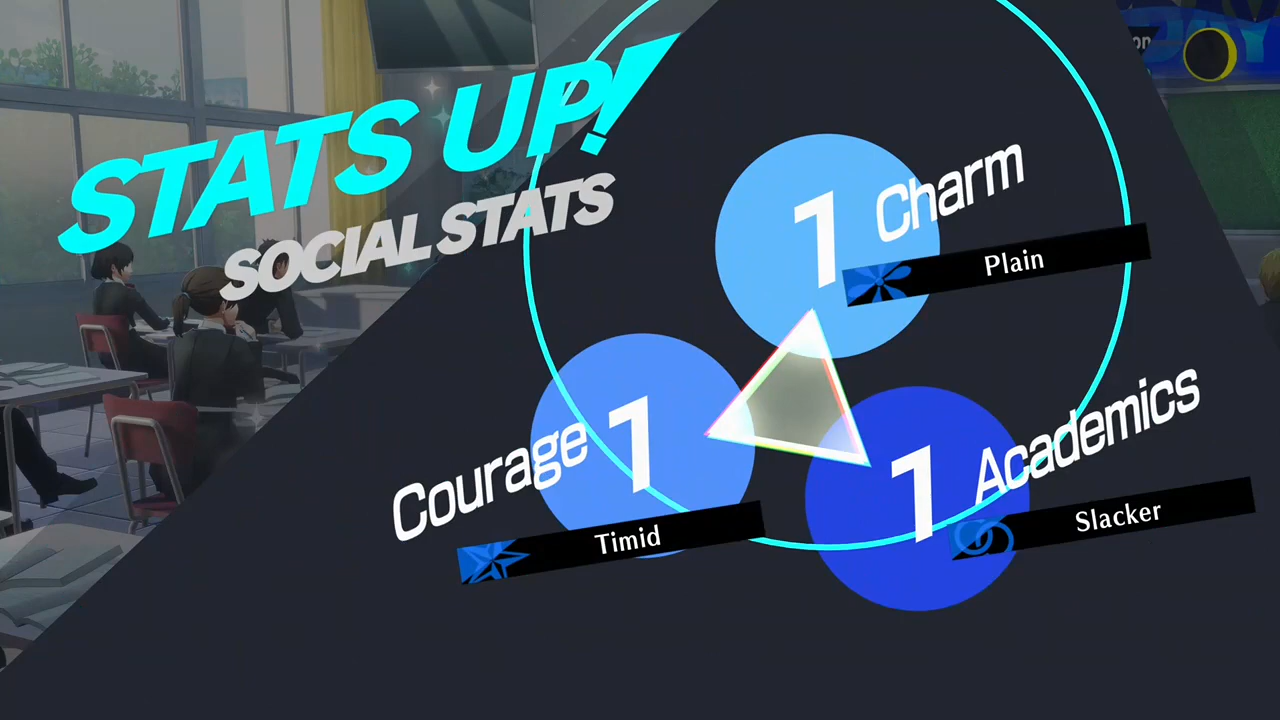 STATS UP!
SOCIAL STATS
1 Charm
Plain
Courage 1
Timid
1 Academics
Slacker